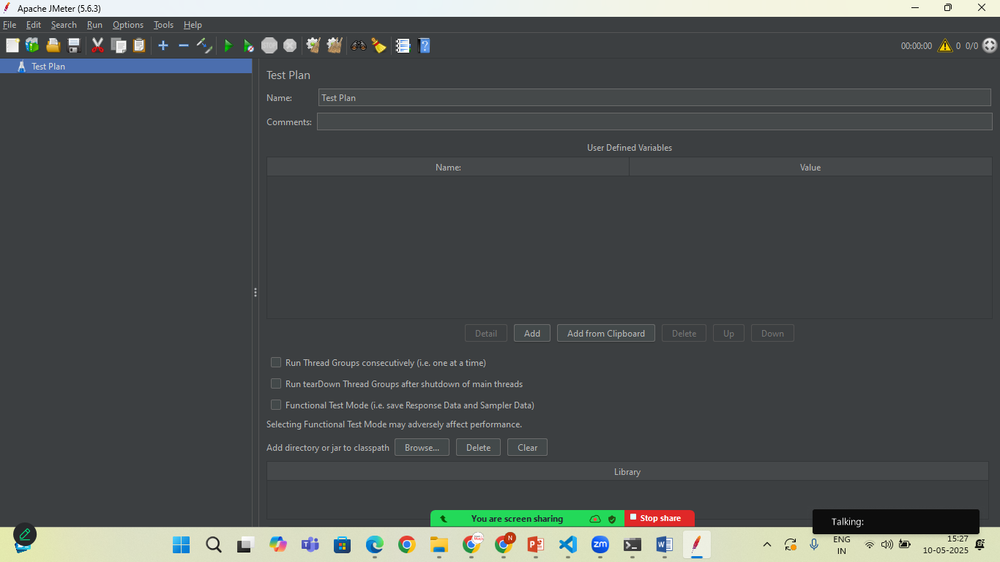 Apache JMeter (5.6.3)
File Edit Search Run Options Tools Help
STOP
00:00:00 0 0/0
Test Plan
Test Plan
Name: Test Plan
Comments:
User Defined Variables
Name: Value
Detail Add Add from Clipboard Delete Up Down
Run Thread Groups consecutively (i.e. one at a time)
Run tearDown Thread Groups after shutdown of main threads
Functional Test Mode (i.e. save Response Data and Sampler Data)
Selecting Functional Test Mode may adversely affect performance.
Add directory or jar to classpath Browse... Delete Clear
Library
You are screen sharing Stop share
Talking:
zm
N
ENG
IN
15:27
10-05-2025